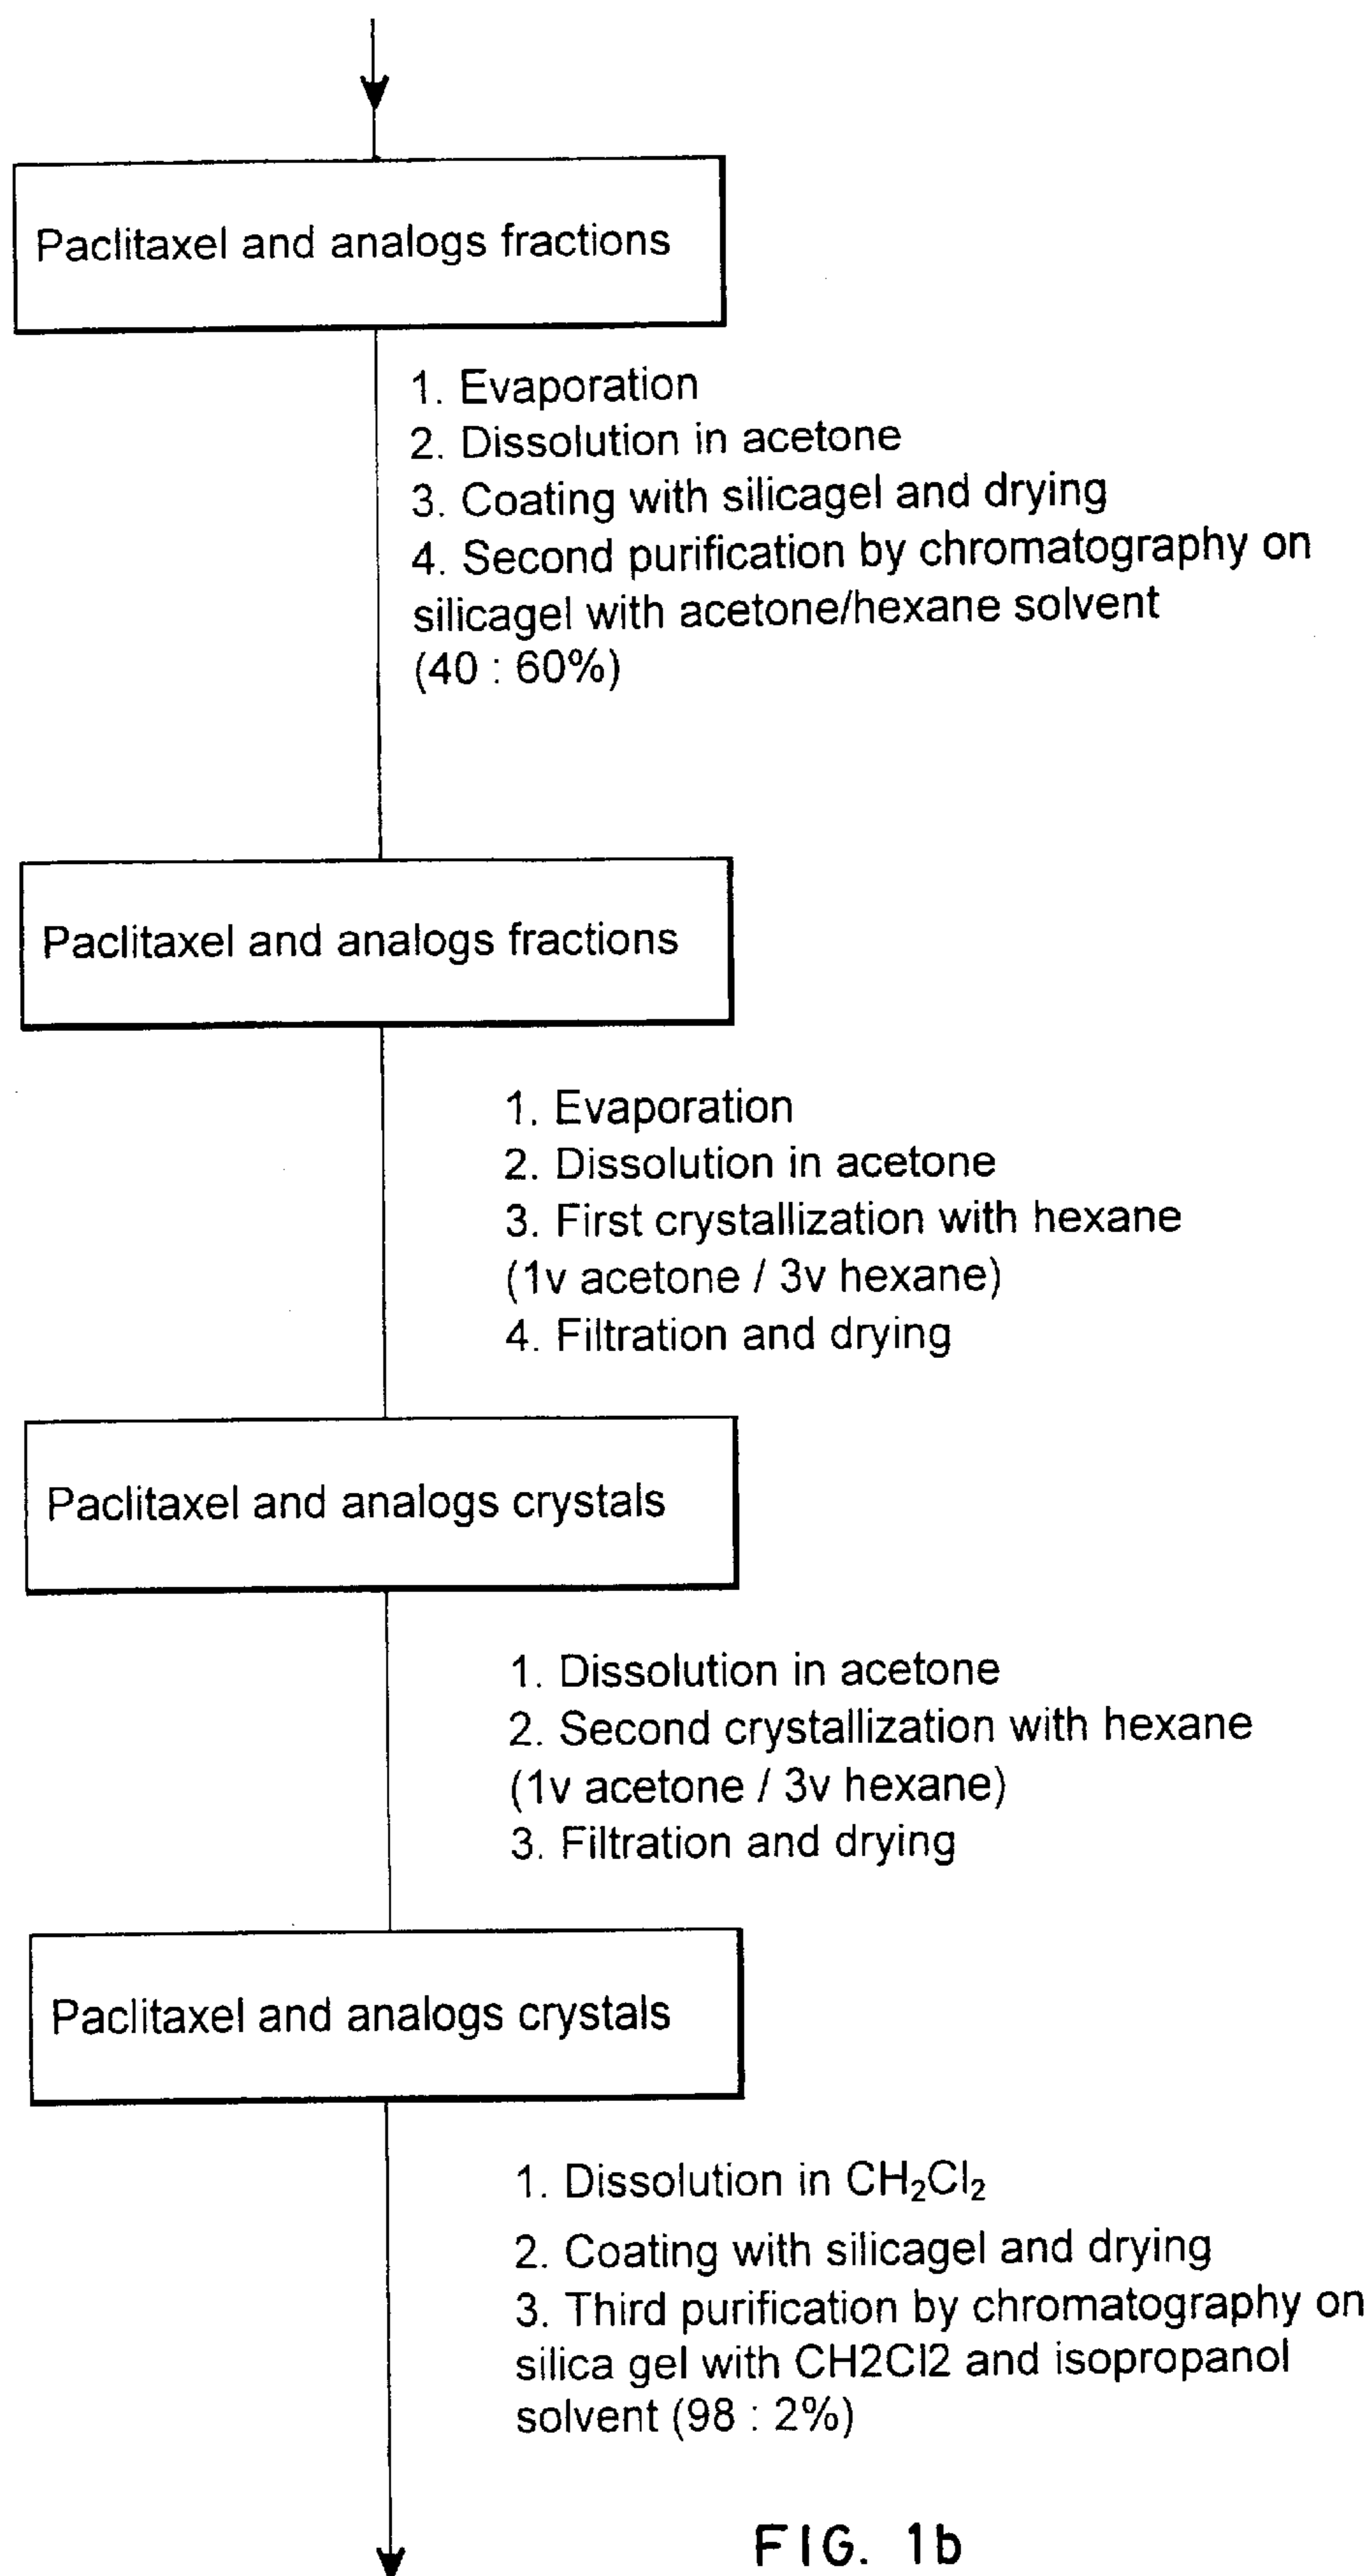 Paclitaxel and analogs fractions
1. Evaporation
2. Dissolution in acetone
3. Coating with silicagel and drying
4. Second purification by chromatography on
silicagel with acetone/hexane solvent
(40 : 60%)
Paclitaxel and analogs fractions
1. Evaporation
2. Dissolution in acetone
3. First crystallization with hexane
(1v acetone / 3v hexane)
4. Filtration and drying
Paclitaxel and analogs crystals
1. Dissolution in acetone
2. Second crystallization with hexane
(1v acetone / 3v hexane)
3. Filtration and drying
Paclitaxel and analogs crystals
1. Dissolution in CH₂Cl₂
2. Coating with silicagel and drying
3. Third purification by chromatography on
silica gel with CH2Cl2 and isopropanol
solvent (98 : 2%)
FIG. 1b